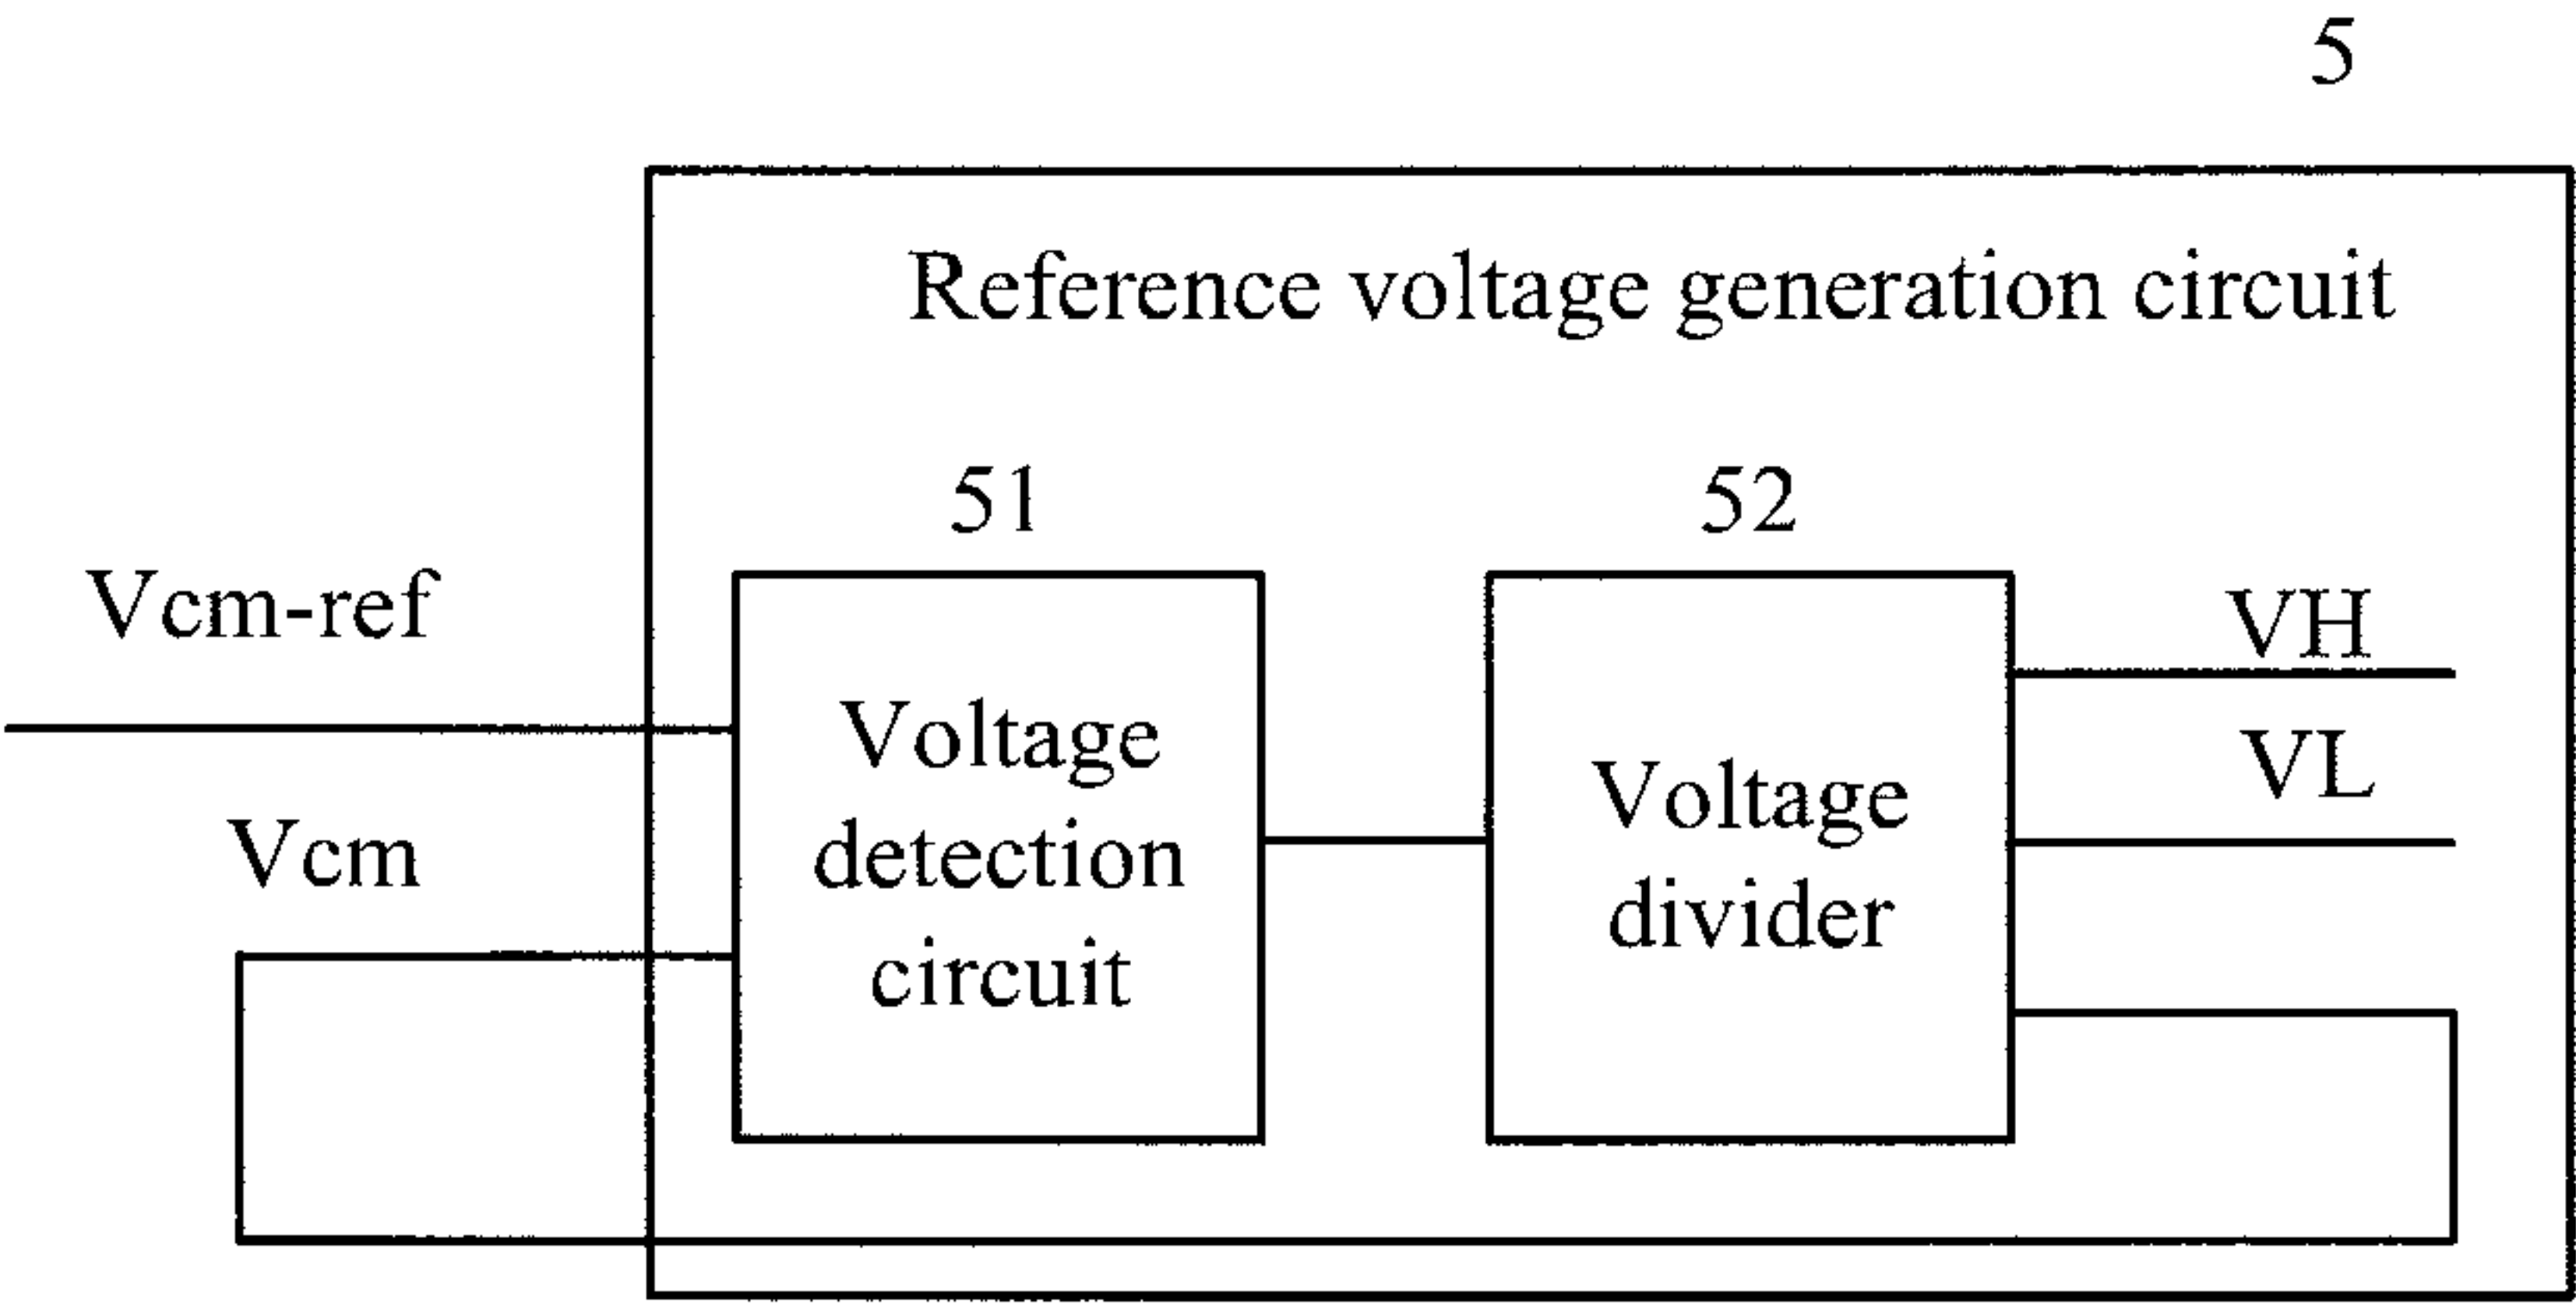 5
Reference voltage generation circuit
51
52
Vcm-ref
Vcm
Voltage
detection
circuit
Voltage
divider
VH
VL